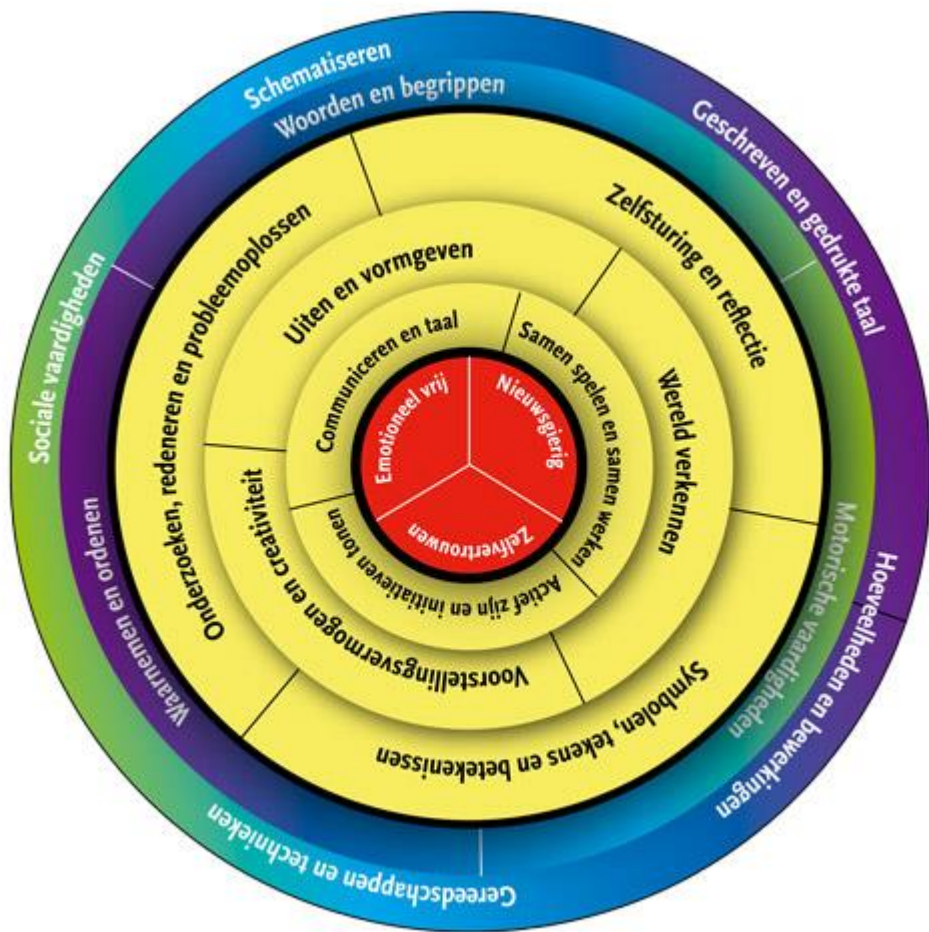 Schematiseren
Geschreven en gedrukte taal
Hoeveelheden en bewerkingen
Gereedschappen en technieken
Sociale vaardigheden
Woorden en begrippen
Motorische vaardigheden
Waarnemen en ordenen
Zelfsturing en reflectie
Symbolen, tekens en betekenissen
Onderzoeken, redeneren en probleemoplossen
Uiten en vormgeven
Wereld verkennen
Voorstellingsvermogen en creativiteit
Communiceren en taal
Samen spelen en samen werken
Actief zijn en initiatieven tonen
Emotioneel vrij
Nieuwsgierig
Zelfvertrouwen